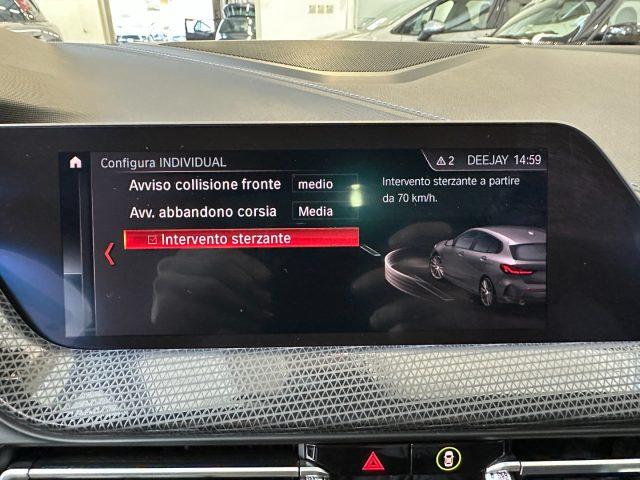 Configura INDIVIDUAL
2 DEEJAY 14:59
Avviso collisione fronte medio
Avv. abbandono corsia Media
Intervento sterzante
Intervento sterzante a partire
da 70 km/h.